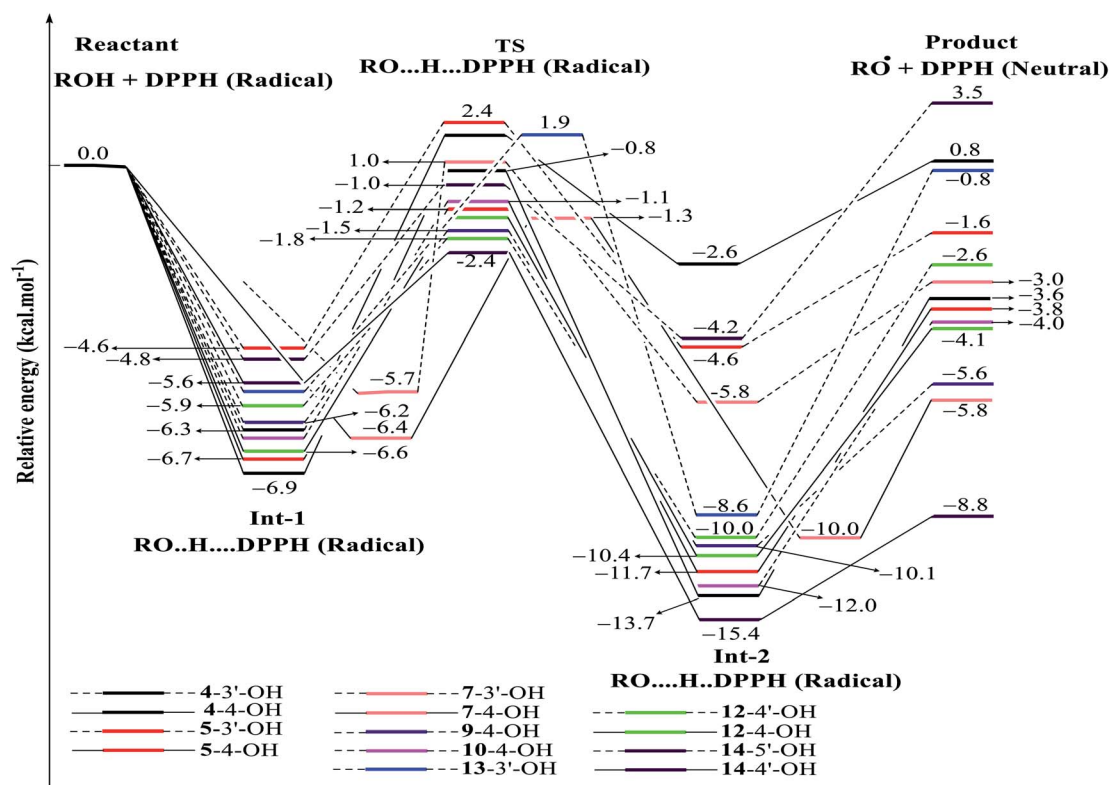 Reactant
ROH + DPPH (Radical)
TS
RO...H...DPPH (Radical)
Product
RO• + DPPH (Neutral)
Relative energy (kcal.mol⁻¹)
0.0
2.4
1.9
3.5
1.0
−0.8
0.8
−0.8
−1.0
−1.2
−1.1
−1.3
−1.5
−1.8
-2.4
−1.6
−2.6
−2.6
−3.0
−3.6
−3.8
−4.0
−4.1
−4.2
−4.6
−4.6
−4.8
−5.6
−5.7
−5.8
−5.6
−5.8
−5.9
−6.2
−6.3
−6.4
−6.6
−6.7
−6.9
Int-1
RO..H....DPPH (Radical)
−8.6
−10.0
−10.0
−8.8
−10.4
−10.1
−11.7
−12.0
−13.7
−15.4
Int-2
RO....H..DPPH (Radical)
4-3'-OH
4-4-OH
5-3'-OH
5-4-OH
7-3'-OH
7-4-OH
9-4-OH
10-4-OH
13-3'-OH
12-4'-OH
12-4-OH
14-5'-OH
14-4'-OH